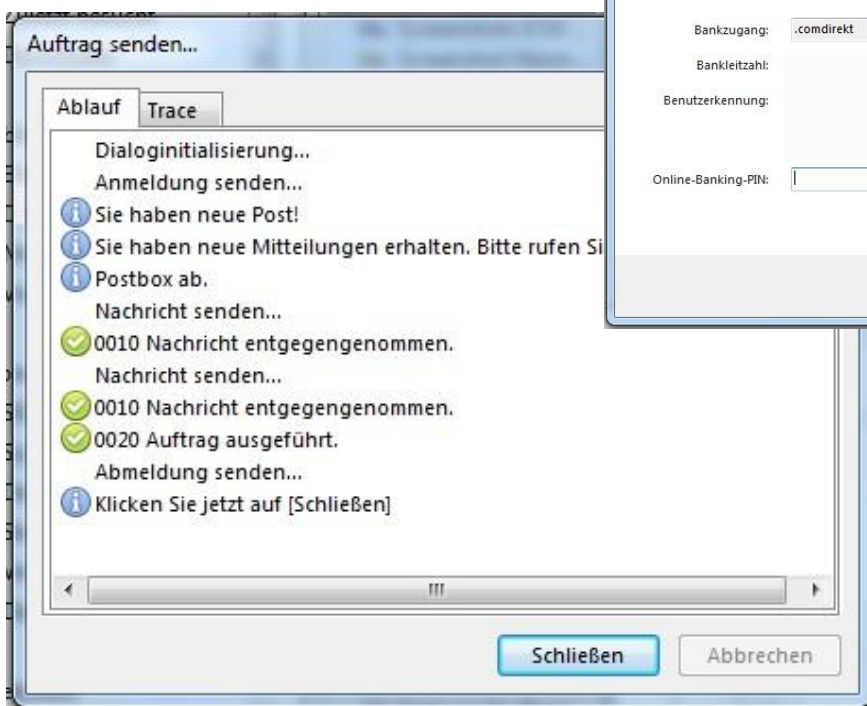 Auftrag senden...
Ablauf
Trace
Dialoginitialisierung...
Anmeldung senden...
Sie haben neue Post!
Sie haben neue Mitteilungen erhalten. Bitte rufen Si
Postbox ab.
Nachricht senden...
0010 Nachricht entgegengenommen.
Nachricht senden...
0010 Nachricht entgegengenommen.
0020 Auftrag ausgeführt.
Abmeldung senden...
Klicken Sie jetzt auf [Schließen]
Schließen
Abbrechen
Bankzugang: .comdirekt
Bankleitzahl:
Benutzerkennung:
Online-Banking-PIN: